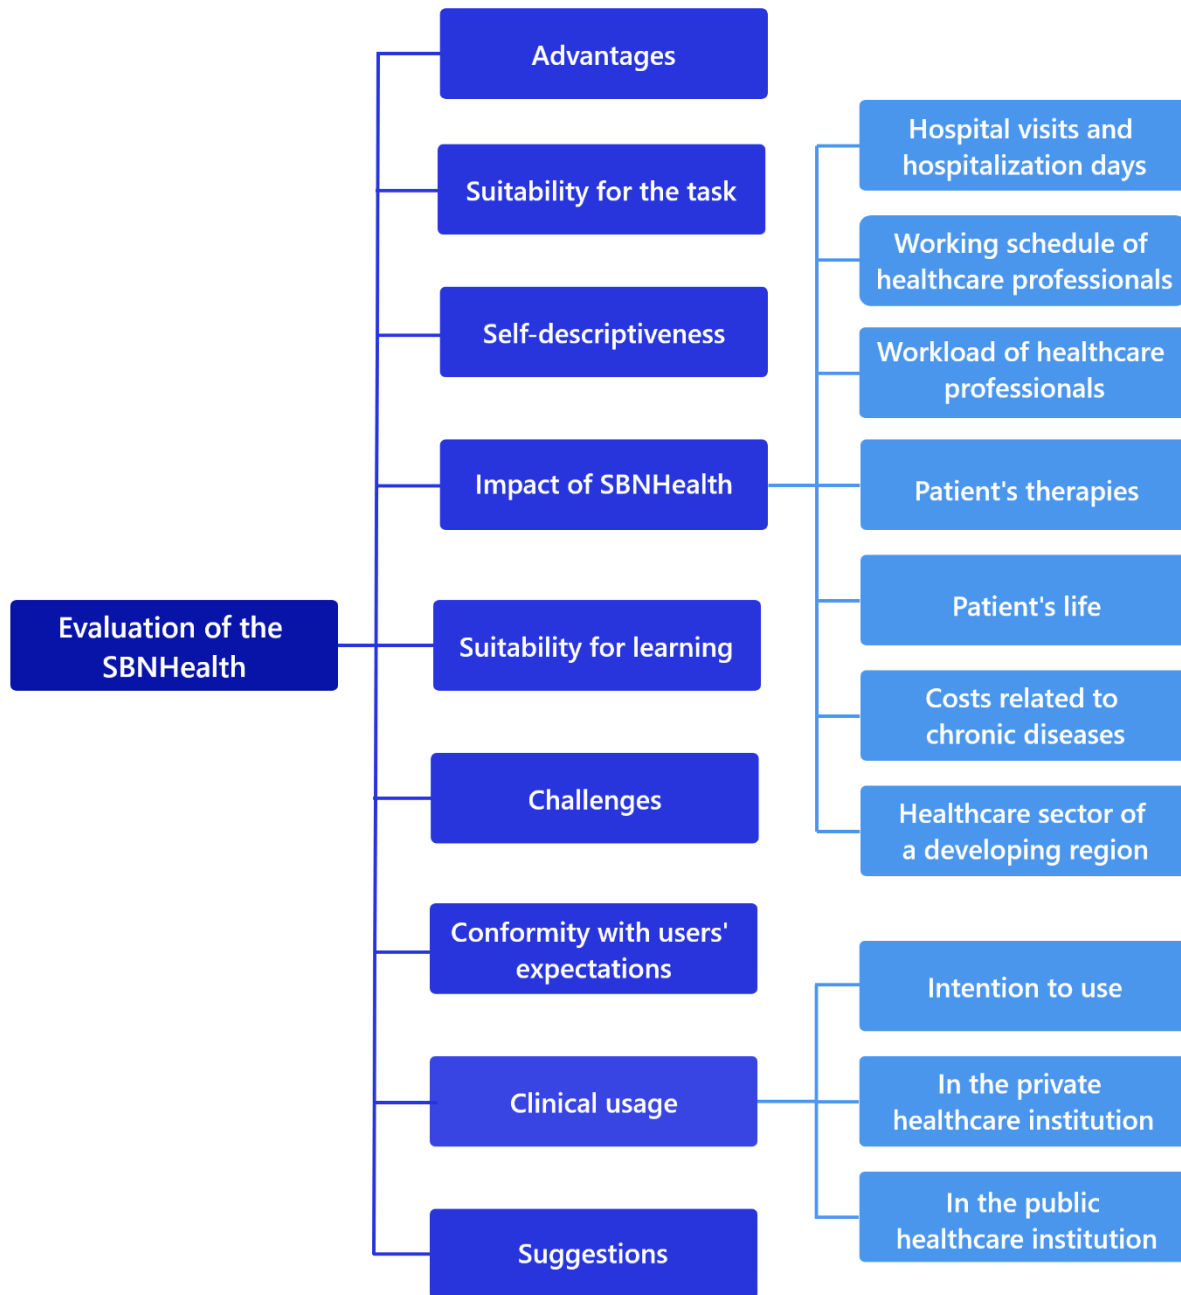 Evaluation of the
SBNHealth
Advantages
Suitability for the task
Self-descriptiveness
Impact of SBNHealth
Suitability for learning
Challenges
Conformity with users'
expectations
Clinical usage
Suggestions
Hospital visits and
hospitalization days
Working schedule of
healthcare professionals
Workload of healthcare
professionals
Patient's therapies
Patient's life
Costs related to
chronic diseases
Healthcare sector of
a developing region
Intention to use
In the private
healthcare institution
In the public
healthcare institution